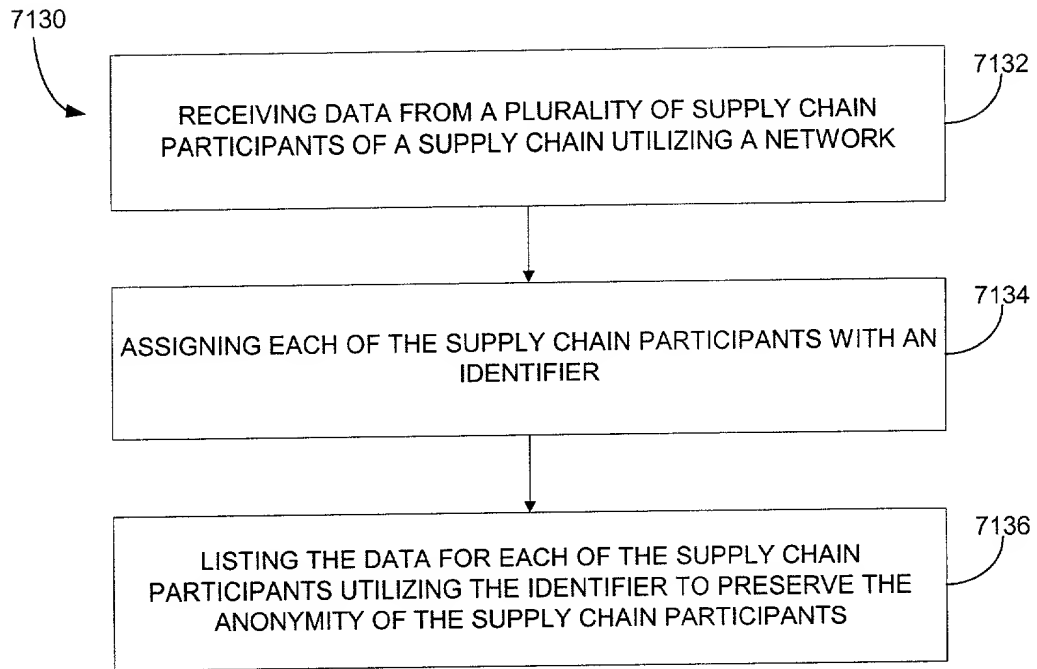 7130
7132
RECEIVING DATA FROM A PLURALITY OF SUPPLY CHAIN
PARTICIPANTS OF A SUPPLY CHAIN UTILIZING A NETWORK
7134
ASSIGNING EACH OF THE SUPPLY CHAIN PARTICIPANTS WITH AN
IDENTIFIER
7136
LISTING THE DATA FOR EACH OF THE SUPPLY CHAIN
PARTICIPANTS UTILIZING THE IDENTIFIER TO PRESERVE THE
ANONYMITY OF THE SUPPLY CHAIN PARTICIPANTS